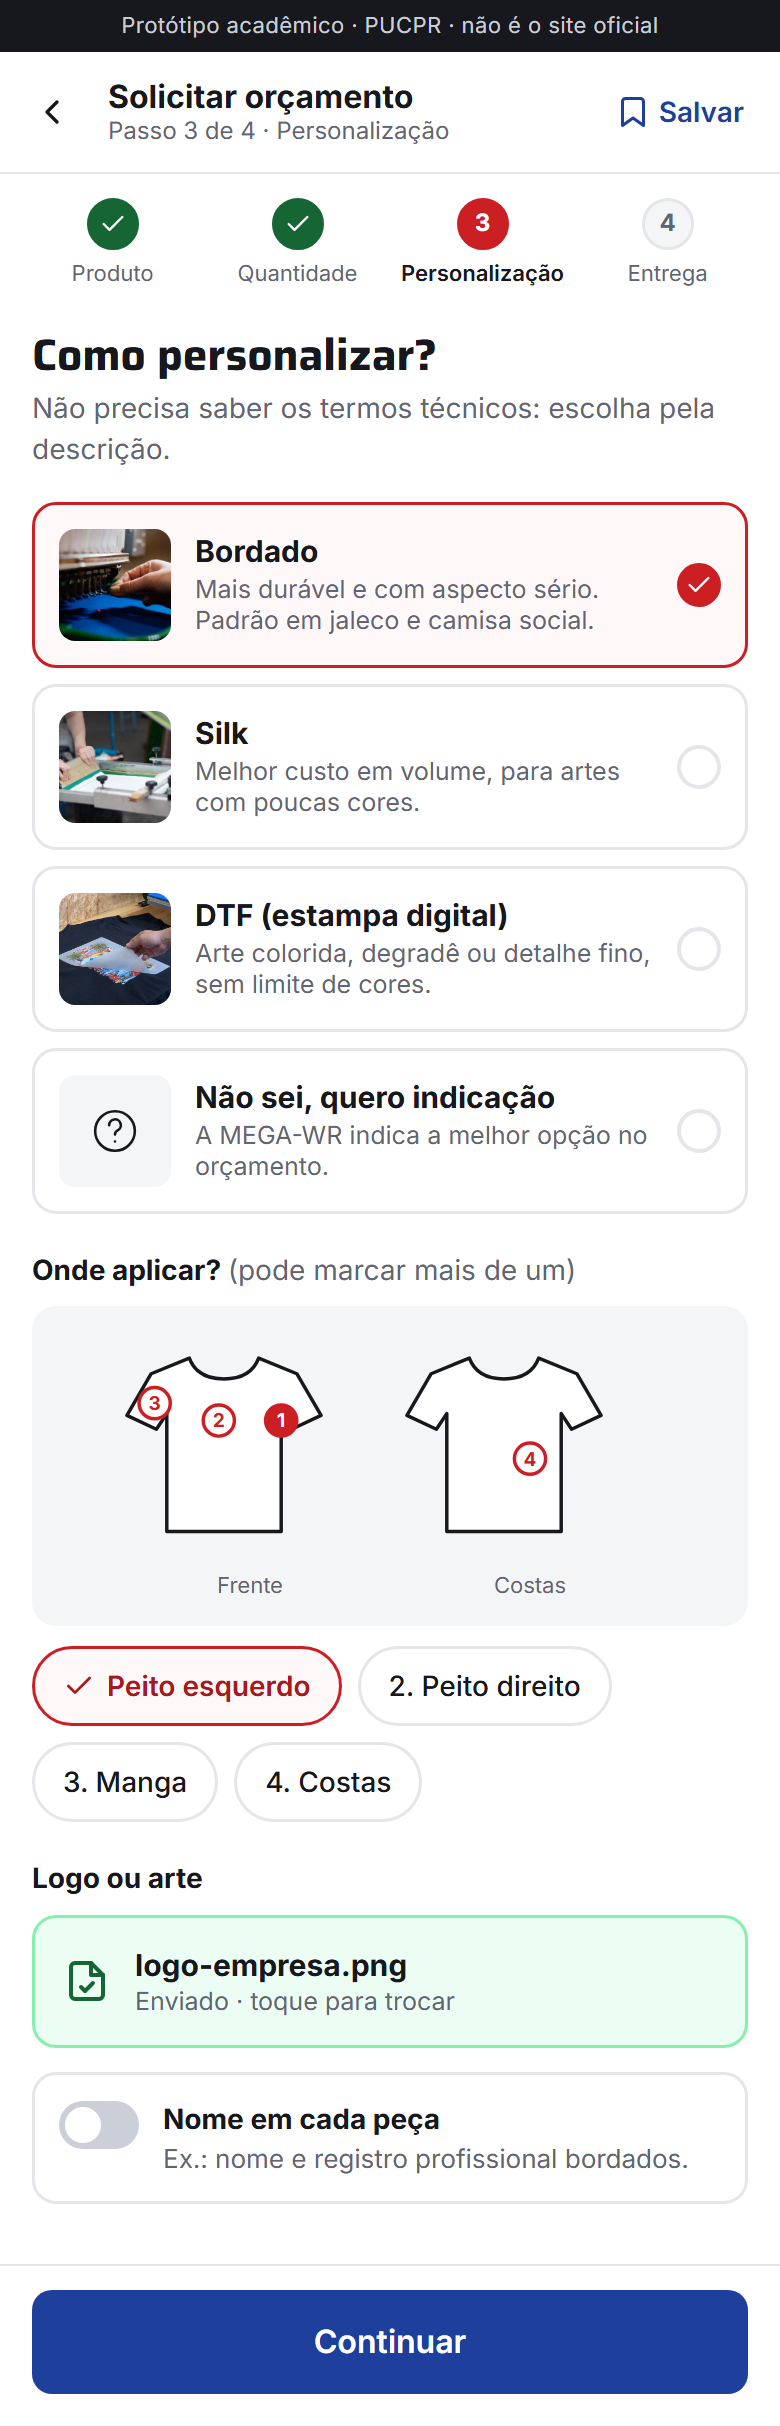 Protótipo acadêmico · PUCPR · não é o site oficial
Solicitar orçamento
Passo 3 de 4 · Personalização
Salvar
3
4
Produto
Quantidade
Personalização
Entrega
Como personalizar?
Não precisa saber os termos técnicos: escolha pela
descrição.
Bordado
Mais durável e com aspecto sério.
Padrão em jaleco e camisa social.
Silk
Melhor custo em volume, para artes
com poucas cores.
DTF (estampa digital)
Arte colorida, degradê ou detalhe fino,
sem limite de cores.
Não sei, quero indicação
A MEGA-WR indica a melhor opção no
orçamento.
Onde aplicar? (pode marcar mais de um)
3
2
1
4
Frente
Costas
Peito esquerdo
2. Peito direito
3. Manga
4. Costas
Logo ou arte
logo-empresa.png
Enviado · toque para trocar
Nome em cada peça
Ex.: nome e registro profissional bordados.
Continuar